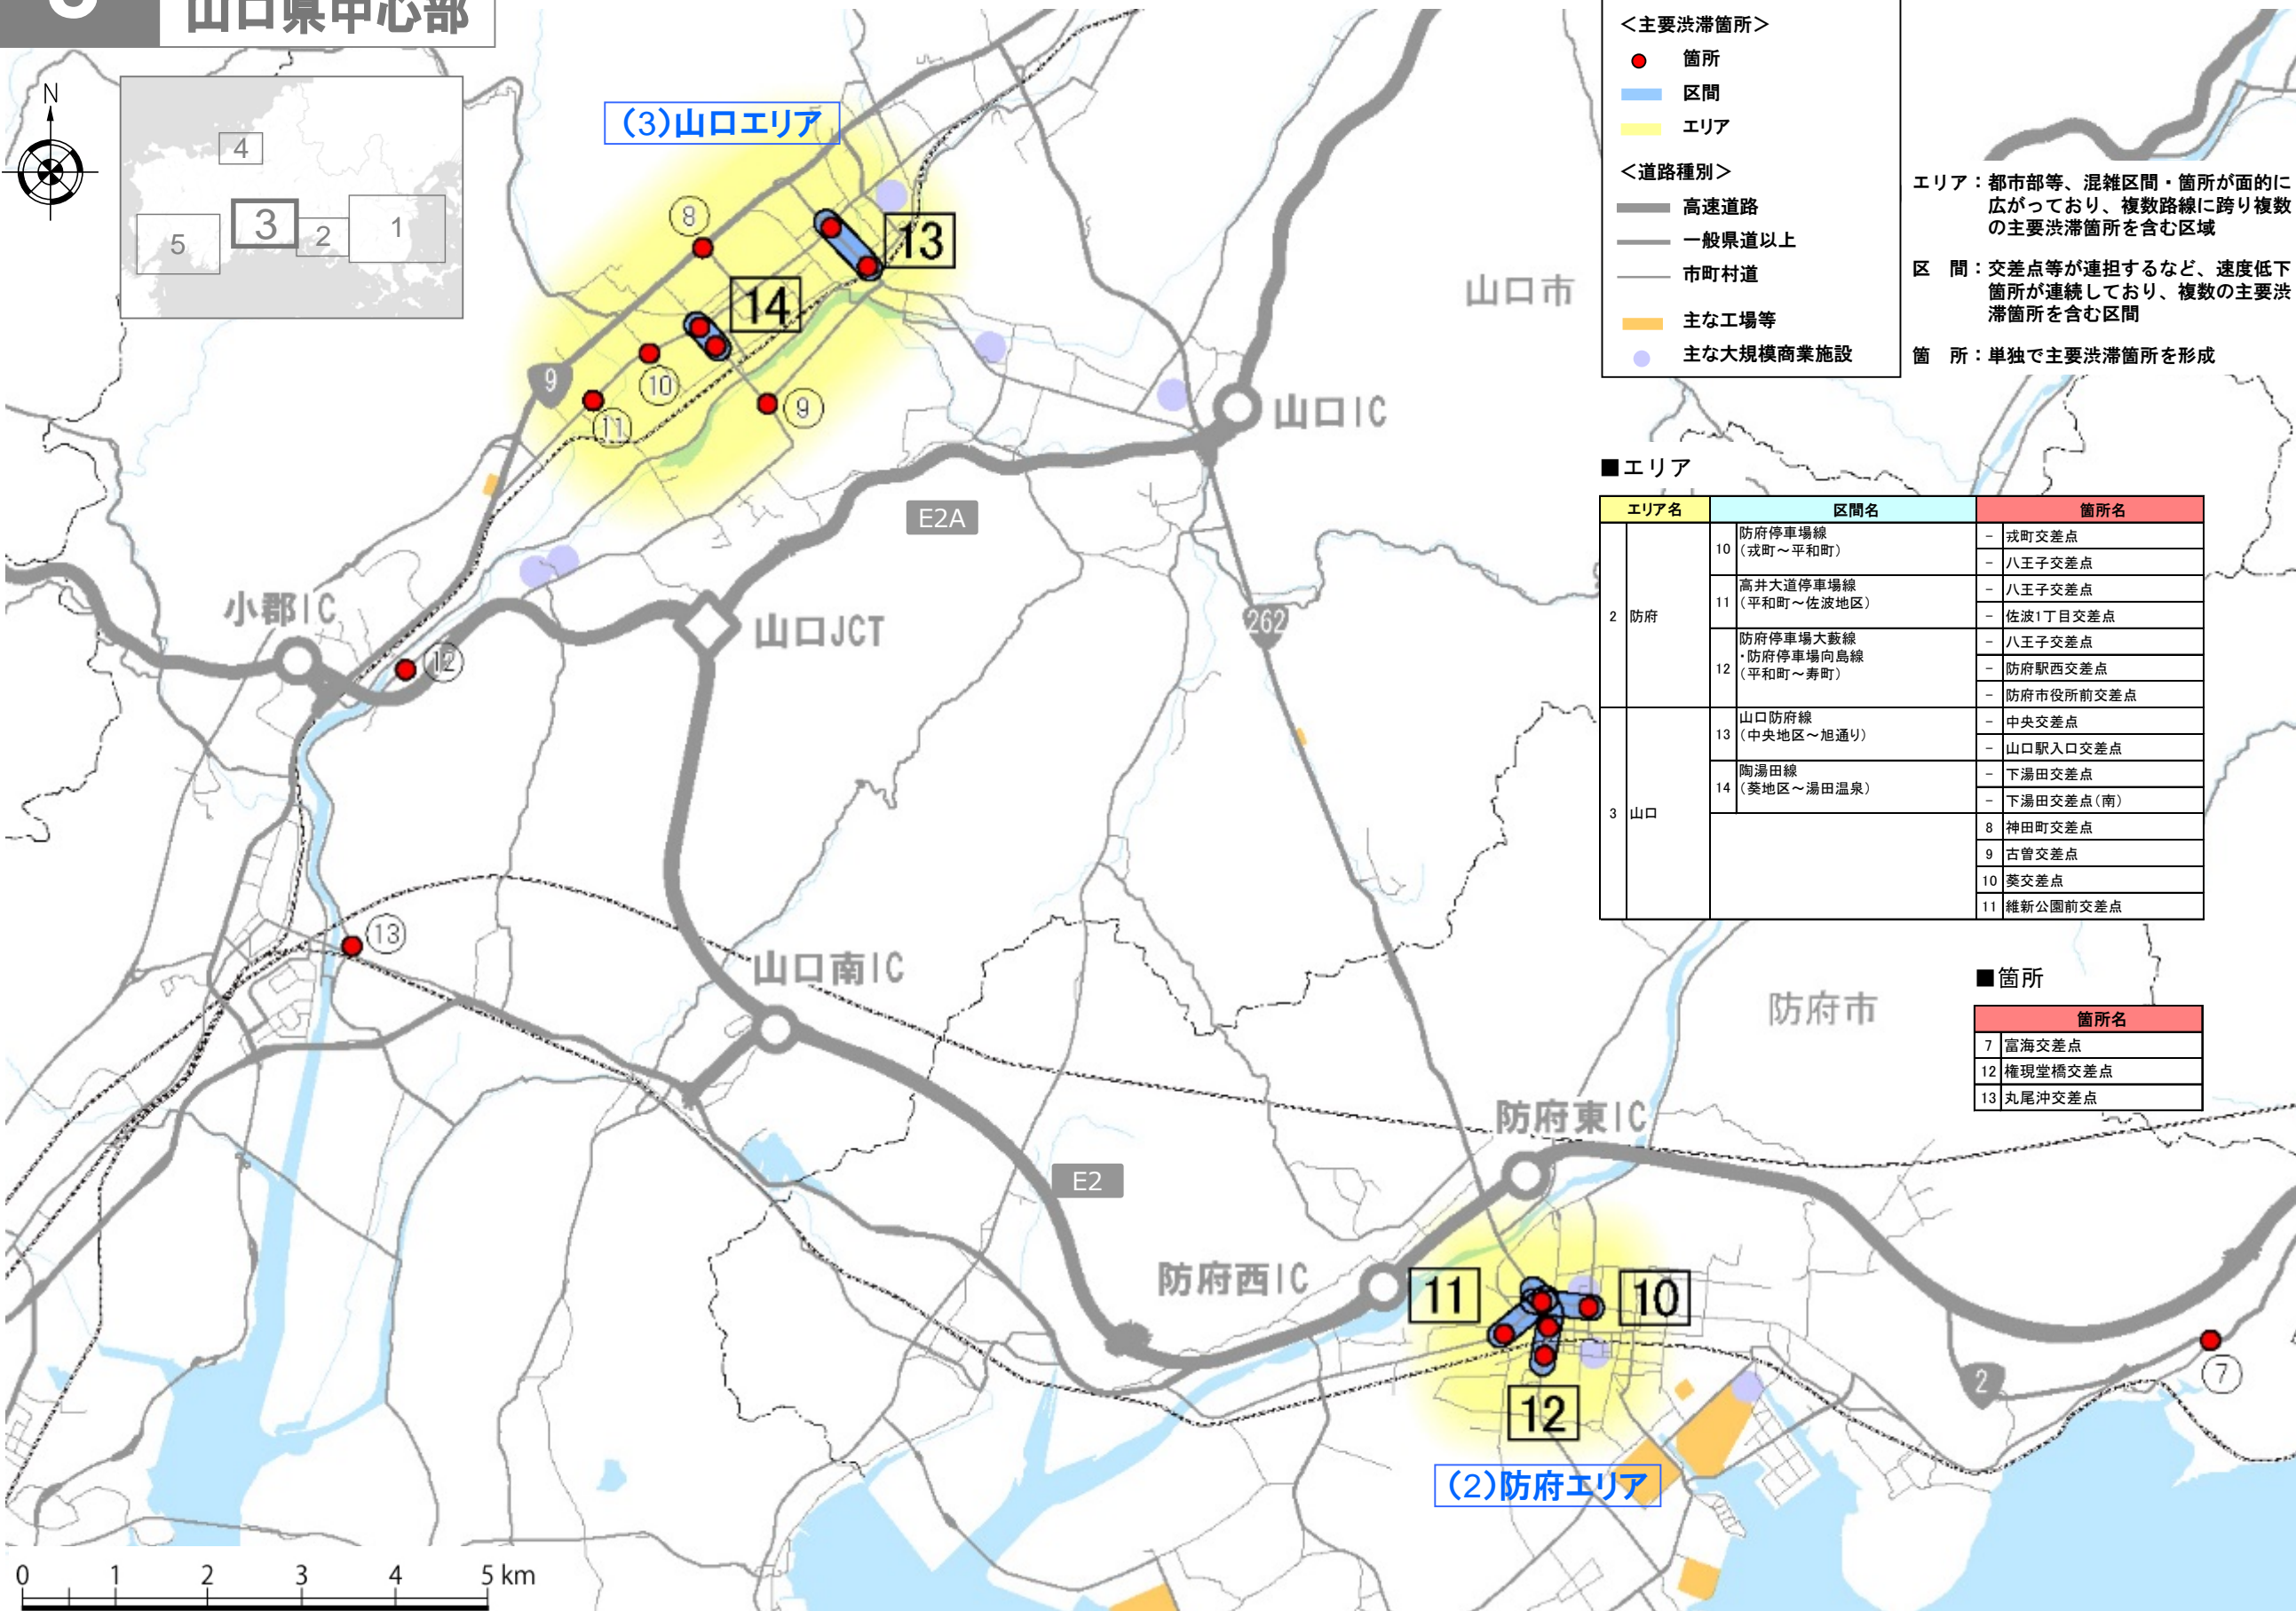 山口県中心部
N
4
3
2
1
5
(3)山口エリア
8
13
14
10
11
9
9
山口市
山口IC
E2A
小郡IC
12
山口JCT
262
13
山口南IC
防府市
防府東IC
E2
防府西IC
11
10
12
(2)防府エリア
2
7
0 1 2 3 4 5 km
<主要渋滞箇所>
箇所
区間
エリア
<道路種別>
高速道路
一般県道以上
市町村道
主な工場等
主な大規模商業施設
エリア：都市部等、混雑区間・箇所が面的に
広がっており、複数路線に跨り複数
の主要渋滞箇所を含む区域
区　間：交差点等が連担するなど、速度低下
箇所が連続しており、複数の主要渋
滞箇所を含む区間
箇　所：単独で主要渋滞箇所を形成
■エリア
エリア名 区間名 箇所名
2 防府
10 防府停車場線
(戎町～平和町)
- 戎町交差点
- 八王子交差点
11 高井大道停車場線
(平和町～佐波地区)
- 八王子交差点
- 佐波1丁目交差点
12 防府停車場大藪線
・防府停車場向島線
(平和町～寿町)
- 八王子交差点
- 防府駅西交差点
- 防府市役所前交差点
3 山口
13 山口防府線
(中央地区～旭通り)
- 中央交差点
- 山口駅入口交差点
14 陶湯田線
(葵地区～湯田温泉)
- 下湯田交差点
- 下湯田交差点(南)
8 神田町交差点
9 古曽交差点
10 葵交差点
11 維新公園前交差点
■箇所
箇所名
7 富海交差点
12 権現堂橋交差点
13 丸尾沖交差点